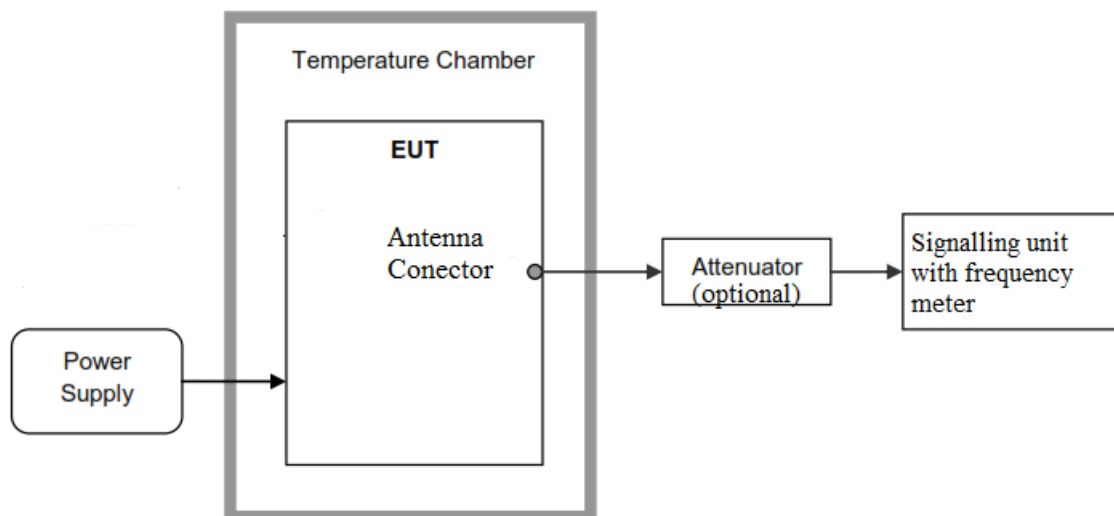 Temperature Chamber
EUT
Antenna
Conector
Attenuator
(optional)
Signalling unit
with frequency
meter
Power
Supply